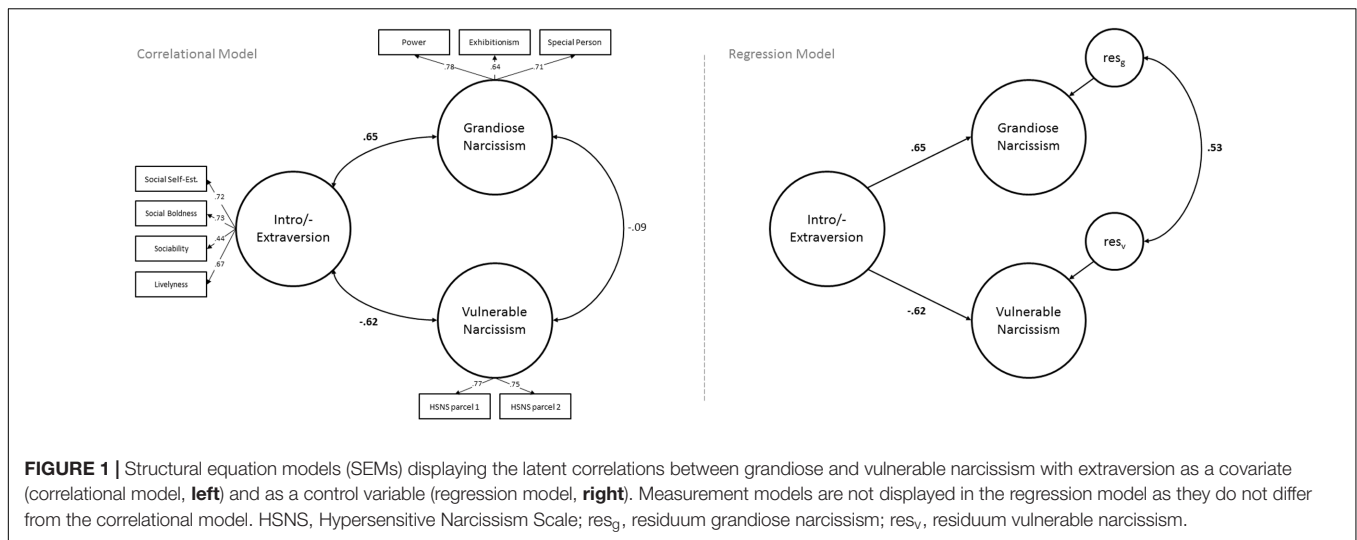 Correlational Model
Power
Exhibitionism
Special Person
.78
.64
.71
Grandiose
Narcissism
.65
Social Self-Est.
Social Boldness
Sociability
Livelyness
.72
.73
.44
.67
Intro/-
Extraversion
-.09
-.62
Vulnerable
Narcissism
.77
.75
HSNS parcel 1
HSNS parcel 2
Regression Model
resg
Grandiose
Narcissism
.65
.53
Intro/-
Extraversion
resv
-.62
Vulnerable
Narcissism
FIGURE 1 | Structural equation models (SEMs) displaying the latent correlations between grandiose and vulnerable narcissism with extraversion as a covariate
(correlational model, left) and as a control variable (regression model, right). Measurement models are not displayed in the regression model as they do not differ
from the correlational model. HSNS, Hypersensitive Narcissism Scale; resg, residuum grandiose narcissism; resv, residuum vulnerable narcissism.